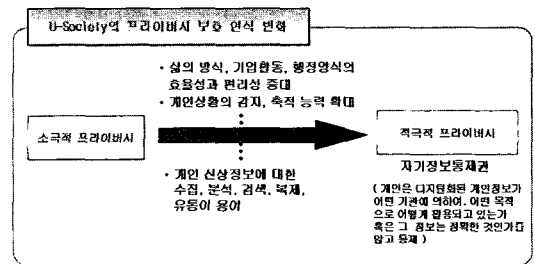 U-Society의 프라이버시 보호 인식 변화
• 삶의 방식, 기업활동, 행정양식의
효율성과 편리성 증대
• 개인상황의 감지, 축적 능력 확대
소극적 프라이버시
적극적 프라이버시
자기정보통제권
• 개인 신상정보에 대한
수집, 분석, 검색, 복제,
유통이 용이
( 개인은 디지털화된 개인정보가
어떤 기관에 의하여, 어떤 목적
으로 어떻게 활용되고 있는가
혹은 그 정보는 정확한 것인가를
알고 통제 )